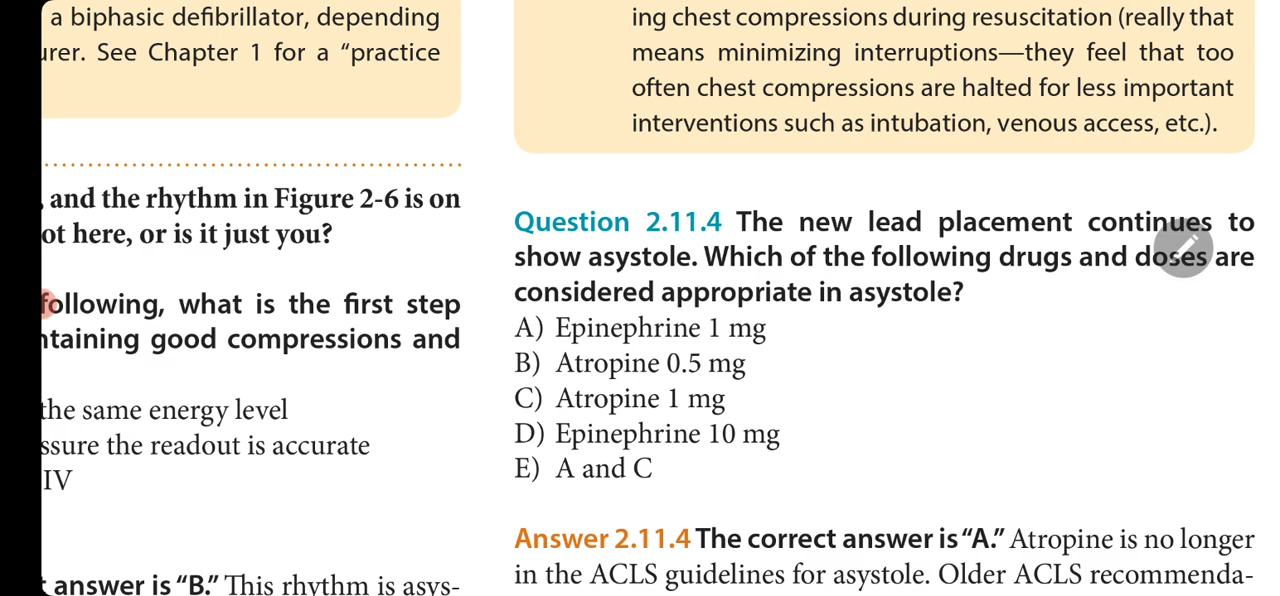 a biphasic defibrillator, depending
urer. See Chapter 1 for a “practice
and the rhythm in Figure 2-6 is on
ot here, or is it just you?
following, what is the first step
ntaining good compressions and
the same energy level
ssure the readout is accurate
IV
answer is “B.” This rhythm is asys-
ing chest compressions during resuscitation (really that
means minimizing interruptions—they feel that too
often chest compressions are halted for less important
interventions such as intubation, venous access, etc.).
Question 2.11.4 The new lead placement continues to
show asystole. Which of the following drugs and doses are
considered appropriate in asystole?
A) Epinephrine 1 mg
B) Atropine 0.5 mg
C) Atropine 1 mg
D) Epinephrine 10 mg
E) A and C
Answer 2.11.4 The correct answer is “A.” Atropine is no longer
in the ACLS guidelines for asystole. Older ACLS recommenda-